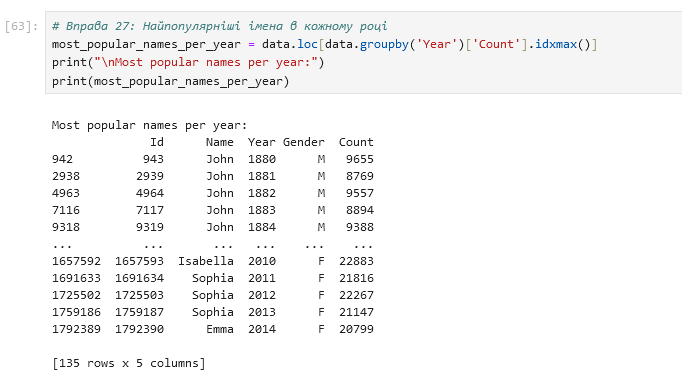 [63]: # Вправа 27: Найпопулярніші імена в кожному році
most_popular_names_per_year = data.loc[data.groupby('Year')['Count'].idxmax()]
print("\nMost popular names per year:")
print(most_popular_names_per_year)
Most popular names per year:
Id Name Year Gender Count
942 943 John 1880 M 9655
2938 2939 John 1881 M 8769
4963 4964 John 1882 M 9557
7116 7117 John 1883 M 8894
9318 9319 John 1884 M 9388
... ... ... ... ... ...
1657592 1657593 Isabella 2010 F 22883
1691633 1691634 Sophia 2011 F 21816
1725502 1725503 Sophia 2012 F 22267
1759186 1759187 Sophia 2013 F 21147
1792389 1792390 Emma 2014 F 20799
[135 rows x 5 columns]